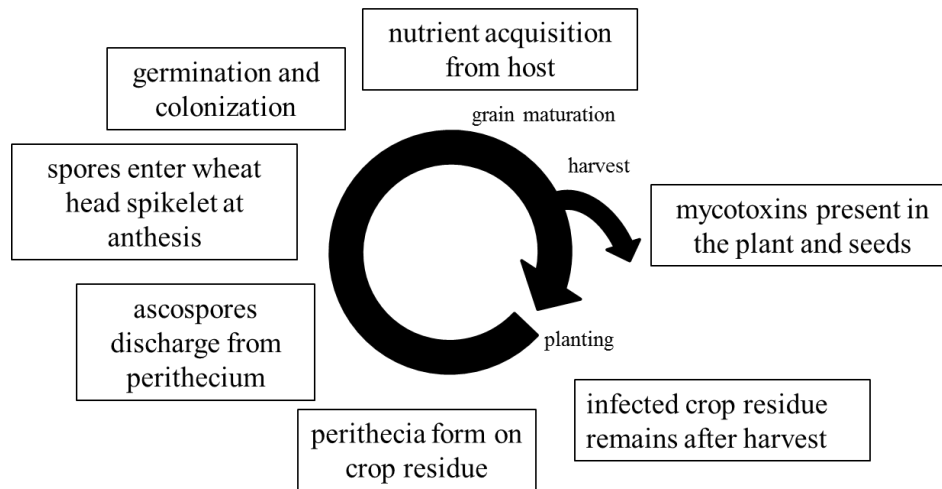 nutrient acquisition
from host
germination and
colonization
grain maturation
spores enter wheat
head spikelet at
anthesis
harvest
mycotoxins present in
the plant and seeds
ascospores
discharge from
perithecium
planting
infected crop residue
remains after harvest
perithecia form on
crop residue